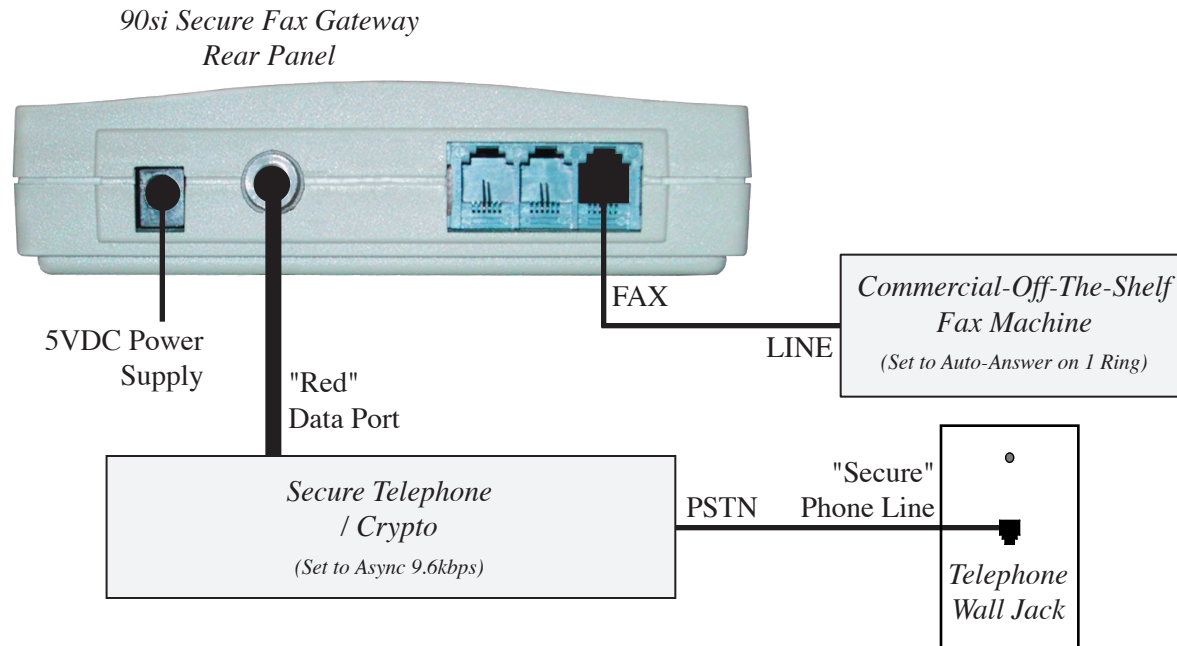 90si Secure Fax Gateway
Rear Panel
FAX
LINE
Commercial-Off-The-Shelf
Fax Machine
(Set to Auto-Answer on 1 Ring)
5VDC Power
Supply
"Red"
Data Port
Secure Telephone
/ Crypto
(Set to Async 9.6kbps)
PSTN
"Secure"
Phone Line
Telephone
Wall Jack